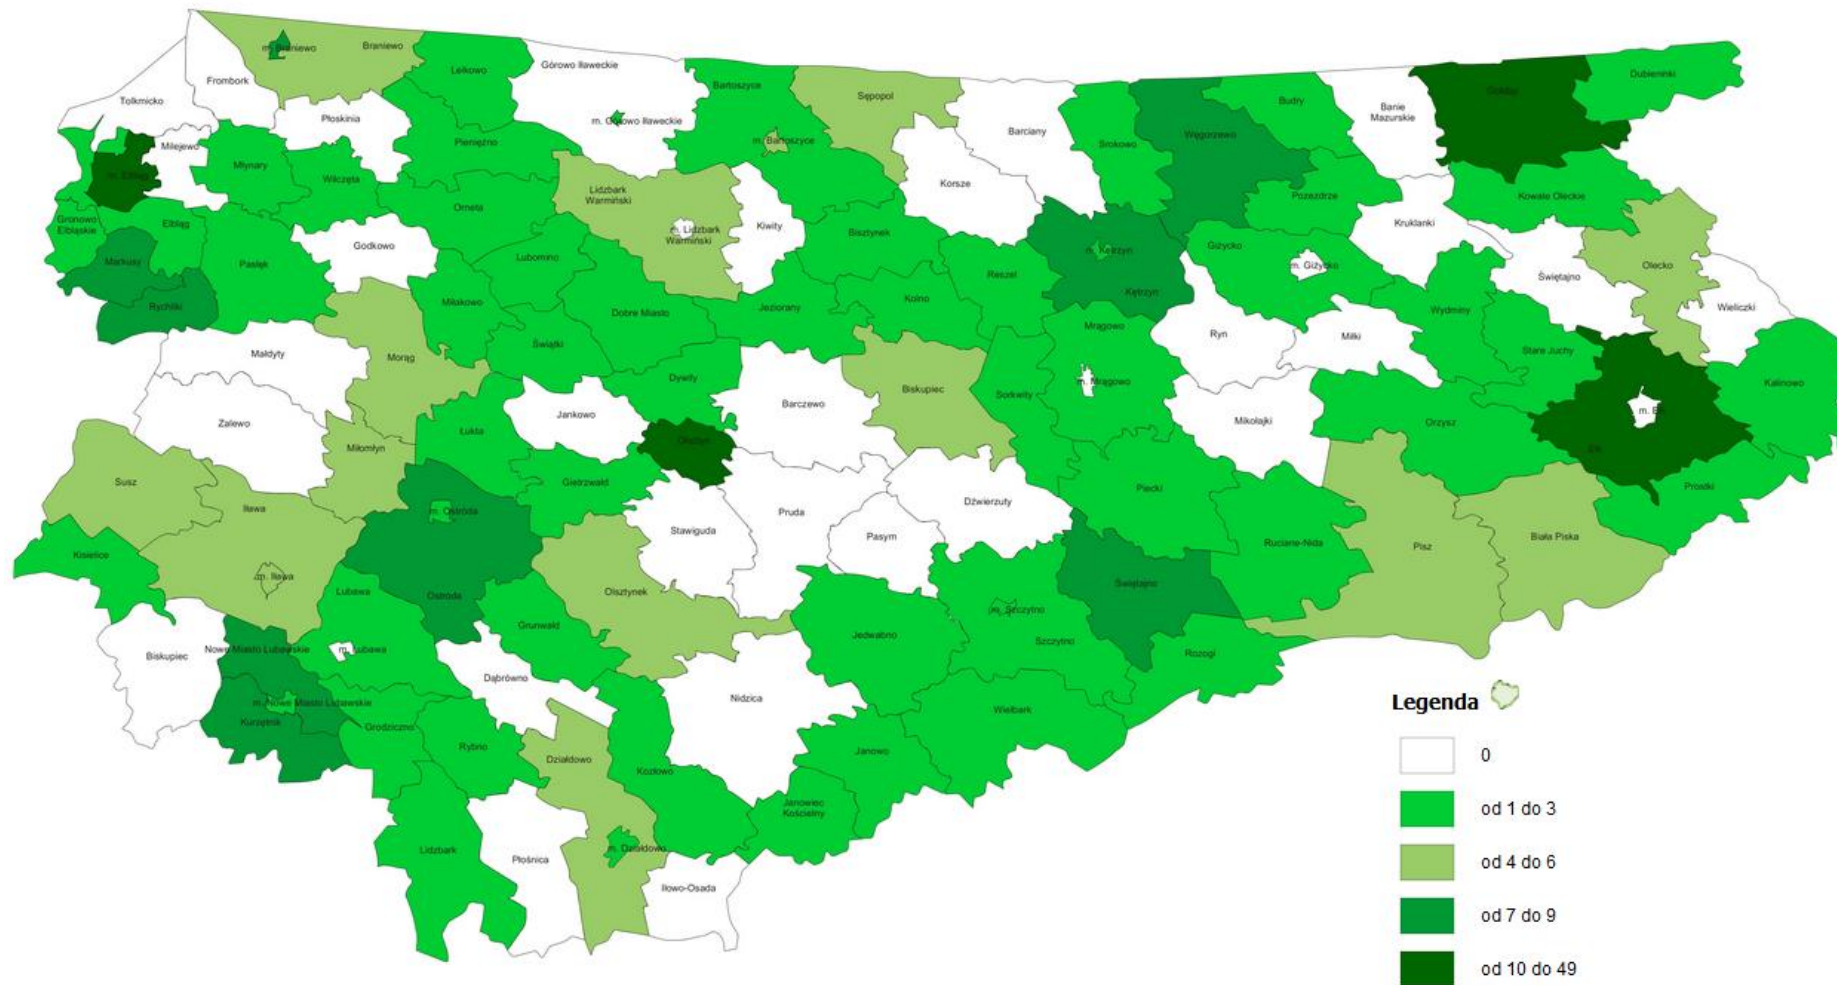 m. Braniewo
Braniewo
Lelkowo
Górowo Iławeckie
Frombork
Tolkmicko
Płoskinia
m. Górowo Iławeckie
Bartoszyce
m. Bartoszyce
Sępopol
Barciany
Srokowo
Węgorzewo
Budry
Banie
Mazurskie
Gołdap
Dubieninki
Milejewo
m. Elbląg
Młynary
Wilczęta
Pieniężno
Orneta
Lidzbark
Warmiński
m. Lidzbark
Warmiński
Kiwity
Korsze
Bisztynek
Pozezdrze
Kowale Oleckie
Kruklanki
Gronowo
Elbląskie
Elbląg
Godkowo
Markusy
Pasłęk
Rychliki
Lubomino
Miłakowo
Dobre Miasto
Jeziorany
Kolno
Reszel
m. Kętrzyn
Kętrzyn
Giżycko
m. Giżycko
Świętajno
Olecko
Wieliczki
Wydminy
Małdyty
Morąg
Świątki
Dywity
Mrągowo
m. Mrągowo
Ryn
Miłki
Stare Juchy
Kalinowo
Zalewo
Miłomłyn
Łukta
Jankowo
Olsztyn
Barczewo
Biskupiec
Sorkwity
Mikołajki
Orzysz
m. Ełk
Ełk
Prostki
Susz
Iława
m. Iława
m. Ostróda
Ostróda
Gietrzwałd
Stawiguda
Pruda
Pasym
Dźwierzuty
Piecki
Ruciane-Nida
Pisz
Biała Piska
Kisielice
Lubawa
m. Lubawa
Grunwald
Olsztynek
Jedwabno
m. Szczytno
Szczytno
Świętajno
Rozogi
Biskupiec
Nowe Miasto Lubawskie
m. Nowe Miasto Lubawskie
Kurzętnik
Grodziczno
Dąbrówno
Rybno
Działdowo
m. Działdowo
Kozłowo
Nidzica
Janowo
Wielbark
Janowiec
Kościelny
Lidzbark
Płośnica
Iłowo-Osada
Legenda
0
od 1 do 3
od 4 do 6
od 7 do 9
od 10 do 49